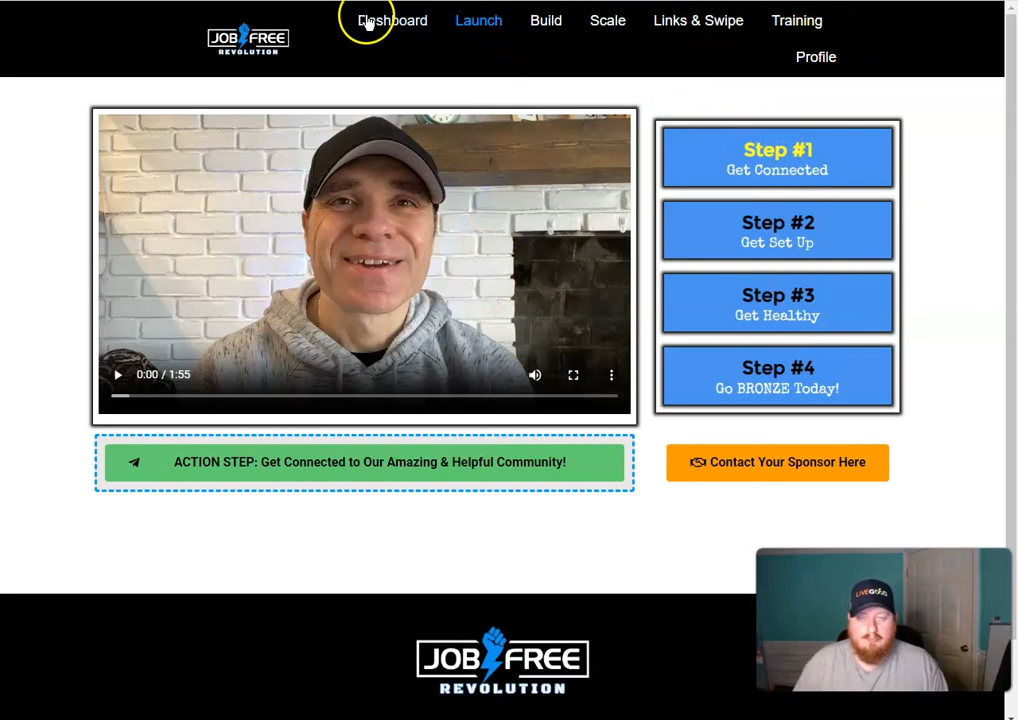 JOB FREE
REVOLUTION
Dashboard
Launch
Build
Scale
Links & Swipe
Training
Profile
Step #1
Get Connected
Step #2
Get Set Up
Step #3
Get Healthy
Step #4
Go BRONZE Today!
0:00 / 1:55
ACTION STEP: Get Connected to Our Amazing & Helpful Community!
Contact Your Sponsor Here
LIVEGOOD
JOB FREE
REVOLUTION